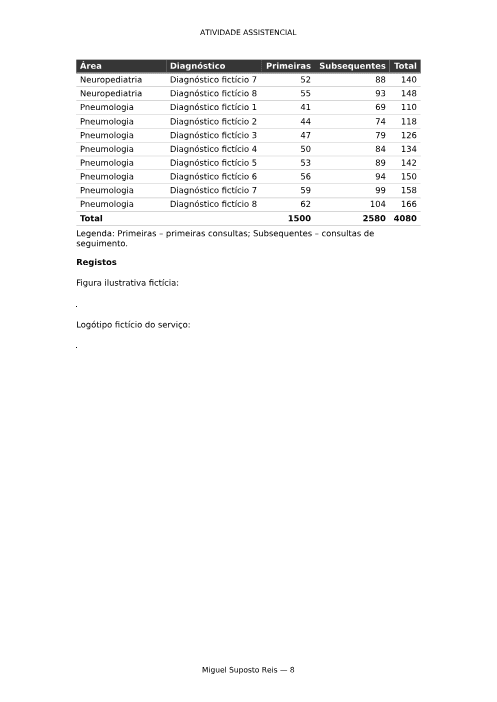 ATIVIDADE ASSISTENCIAL
Área Diagnóstico Primeiras Subsequentes Total
Neuropediatria Diagnóstico fictício 7 52 88 140
Neuropediatria Diagnóstico fictício 8 55 93 148
Pneumologia Diagnóstico fictício 1 41 69 110
Pneumologia Diagnóstico fictício 2 44 74 118
Pneumologia Diagnóstico fictício 3 47 79 126
Pneumologia Diagnóstico fictício 4 50 84 134
Pneumologia Diagnóstico fictício 5 53 89 142
Pneumologia Diagnóstico fictício 6 56 94 150
Pneumologia Diagnóstico fictício 7 59 99 158
Pneumologia Diagnóstico fictício 8 62 104 166
Total 1500 2580 4080
Legenda: Primeiras – primeiras consultas; Subsequentes – consultas de
seguimento.
Registos
Figura ilustrativa fictícia:
.
Logótipo fictício do serviço:
.
Miguel Suposto Reis — 8